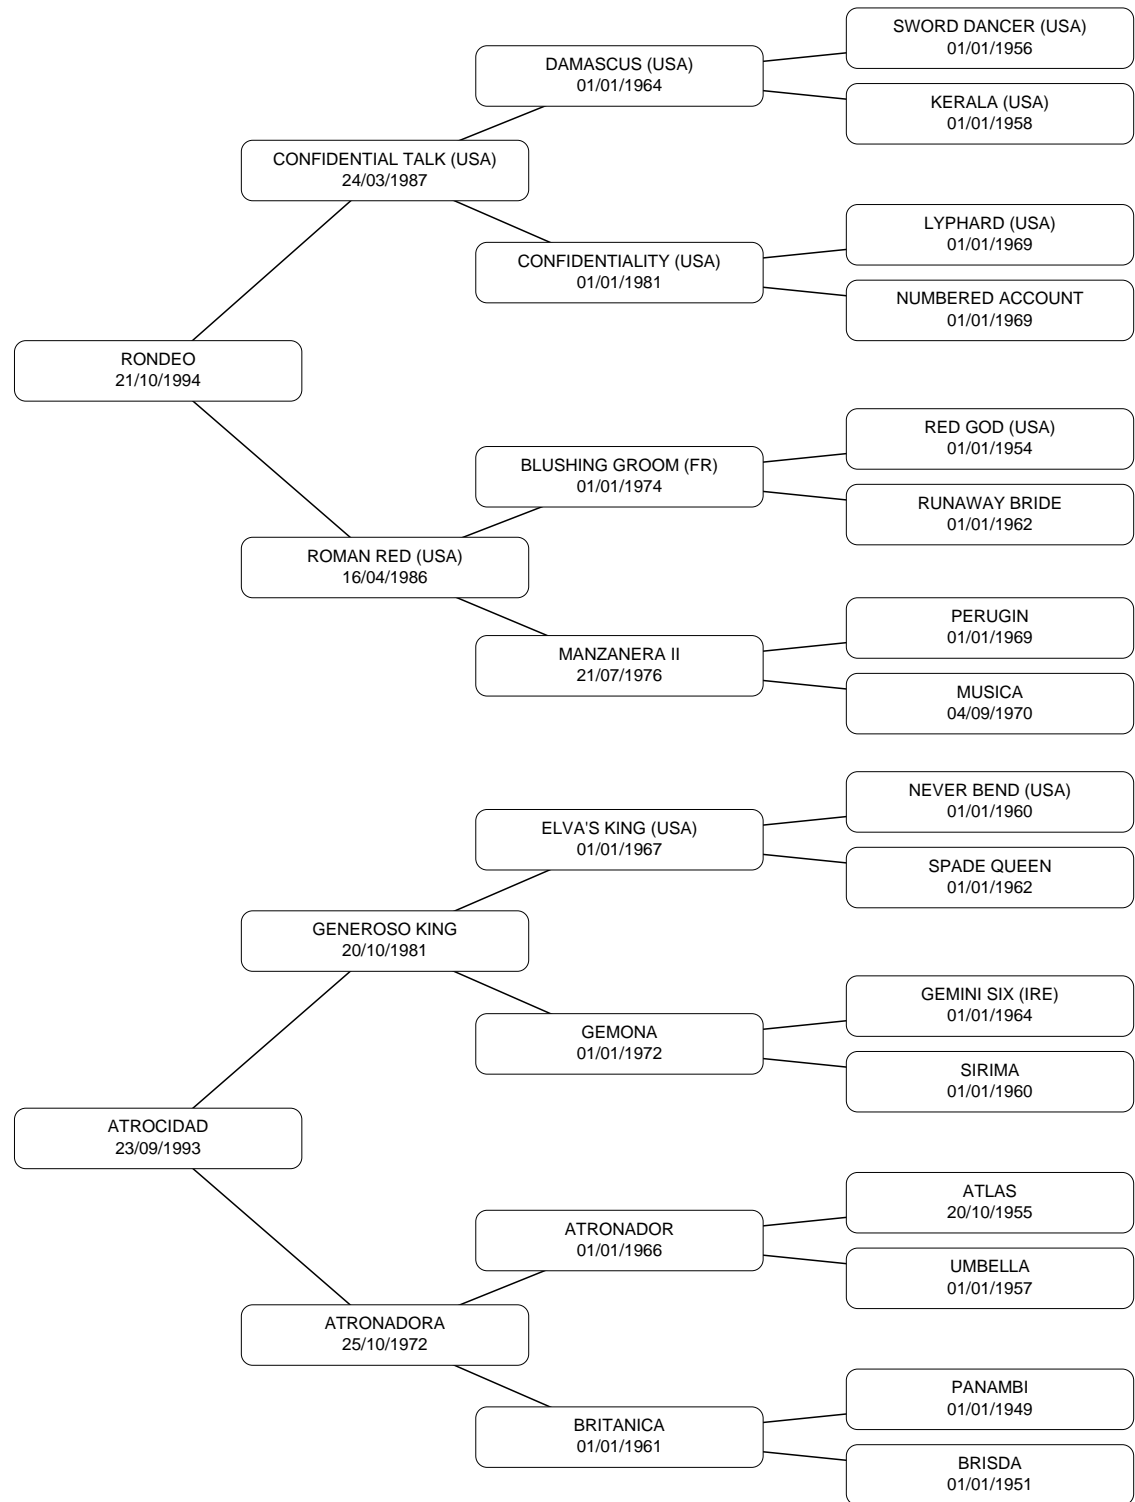 SWORD DANCER (USA)
01/01/1956
DAMASCUS (USA)
01/01/1964
KERALA (USA)
01/01/1958
CONFIDENTIAL TALK (USA)
24/03/1987
LYPHARD (USA)
01/01/1969
CONFIDENTIALITY (USA)
01/01/1981
NUMBERED ACCOUNT
01/01/1969
RONDEO
21/10/1994
RED GOD (USA)
01/01/1954
BLUSHING GROOM (FR)
01/01/1974
RUNAWAY BRIDE
01/01/1962
ROMAN RED (USA)
16/04/1986
PERUGIN
01/01/1969
MANZANERA II
21/07/1976
MUSICA
04/09/1970
NEVER BEND (USA)
01/01/1960
ELVA'S KING (USA)
01/01/1967
SPADE QUEEN
01/01/1962
GENEROSO KING
20/10/1981
GEMINI SIX (IRE)
01/01/1964
GEMONA
01/01/1972
SIRIMA
01/01/1960
ATROCIDAD
23/09/1993
ATLAS
20/10/1955
ATRONADOR
01/01/1966
UMBELLA
01/01/1957
ATRONADORA
25/10/1972
PANAMBI
01/01/1949
BRITANICA
01/01/1961
BRISDA
01/01/1951